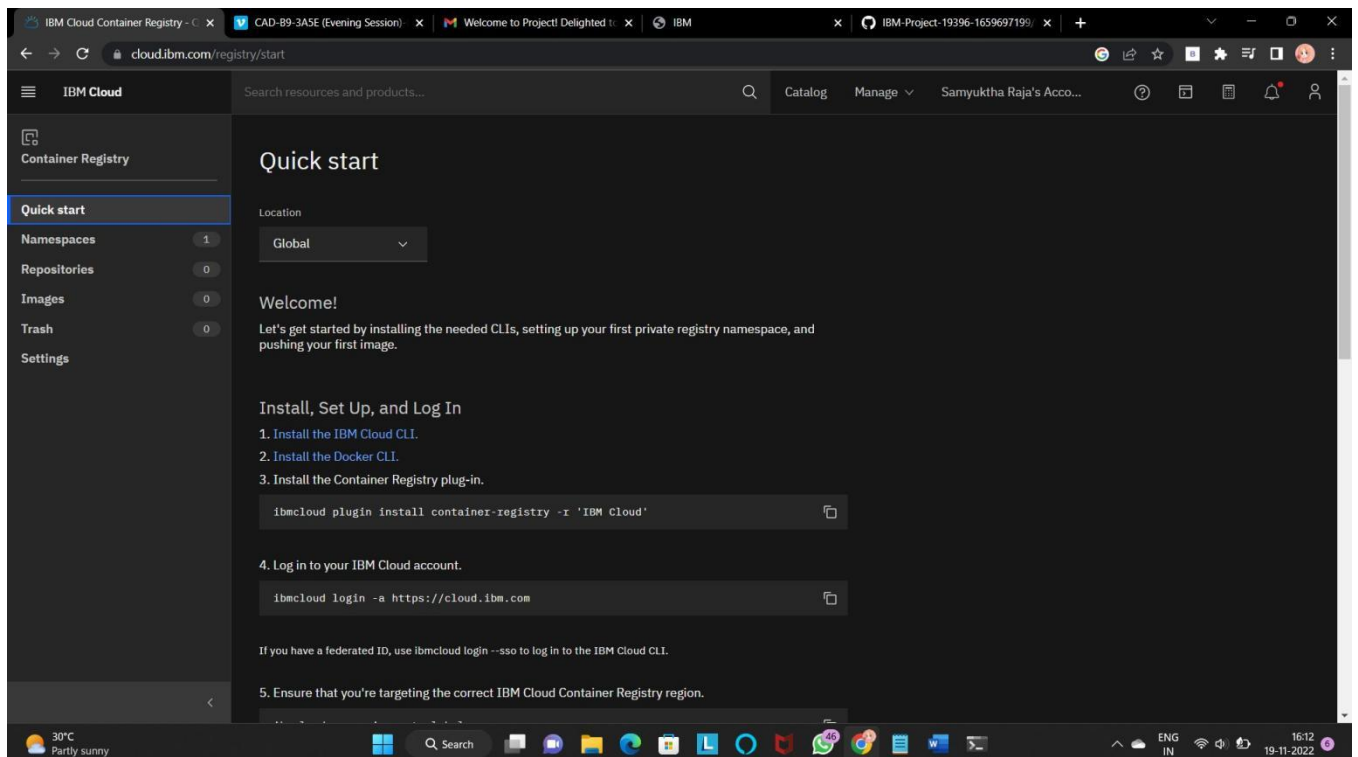 IBM Cloud Container Registry - 
CAD-B9-3A5E (Evening Session)
Welcome to Project! Delighted to
IBM
IBM-Project-19396-1659697199/
cloud.ibm.com/registry/start
IBM Cloud
Search resources and products...
Catalog
Manage
Samyuktha Raja's Acco...
Container Registry
Quick start
Namespaces 1
Repositories 0
Images 0
Trash 0
Settings
Quick start
Location
Global
Welcome!
Let's get started by installing the needed CLIs, setting up your first private registry namespace, and
pushing your first image.
Install, Set Up, and Log In
1. Install the IBM Cloud CLI.
2. Install the Docker CLI.
3. Install the Container Registry plug-in.
ibmcloud plugin install container-registry -r 'IBM Cloud'
4. Log in to your IBM Cloud account.
ibmcloud login -a https://cloud.ibm.com
If you have a federated ID, use ibmcloud login --sso to log in to the IBM Cloud CLI.
5. Ensure that you're targeting the correct IBM Cloud Container Registry region.
30°C
Partly sunny
Search
L
46
ENG
IN
16:12
19-11-2022
6